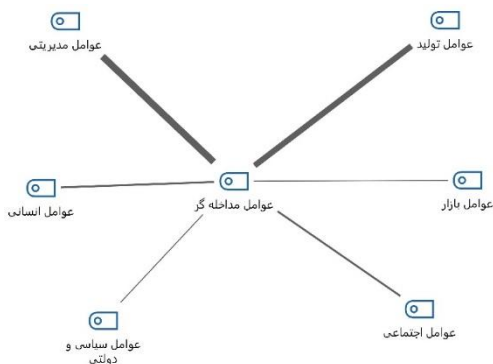 عوامل تولید
عوامل مدیریتی
عوامل بازار
عوامل مداخله گر
عوامل انسانی
عوامل اجتماعی
عوامل سیاسی و
دولتی